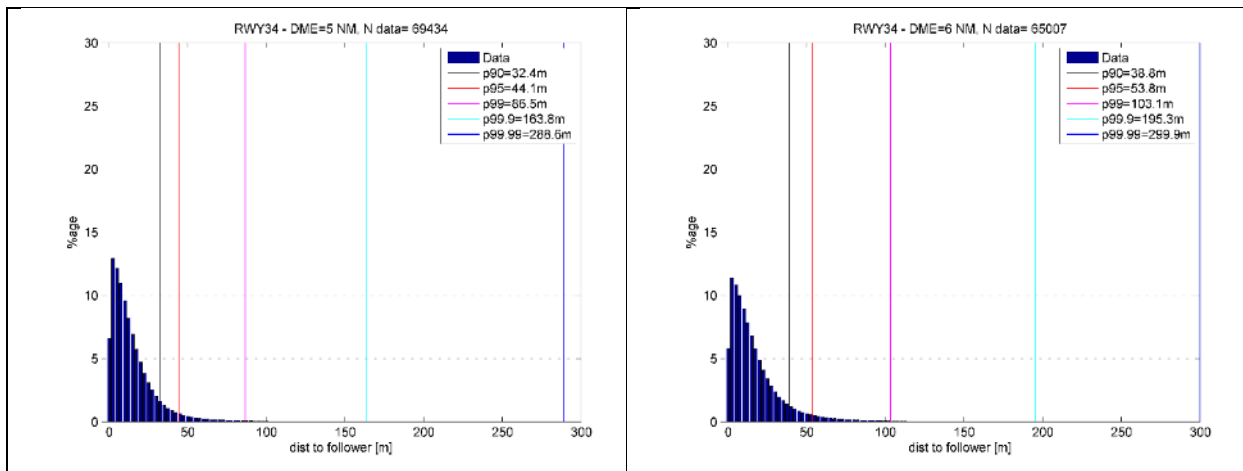 RWY34 - DME=5 NM, N data= 69434
30
25
20
15
10
5
0
%age
Data
p90=32.4m
p95=44.1m
p99=86.5m
p99.9=163.8m
p99.99=288.6m
0 50 100 150 200 250 300
dist to follower [m]
RWY34 - DME=6 NM, N data= 65007
30
25
20
15
10
5
0
%age
Data
p90=38.8m
p95=53.8m
p99=103.1m
p99.9=195.3m
p99.99=299.9m
0 50 100 150 200 250 300
dist to follower [m]